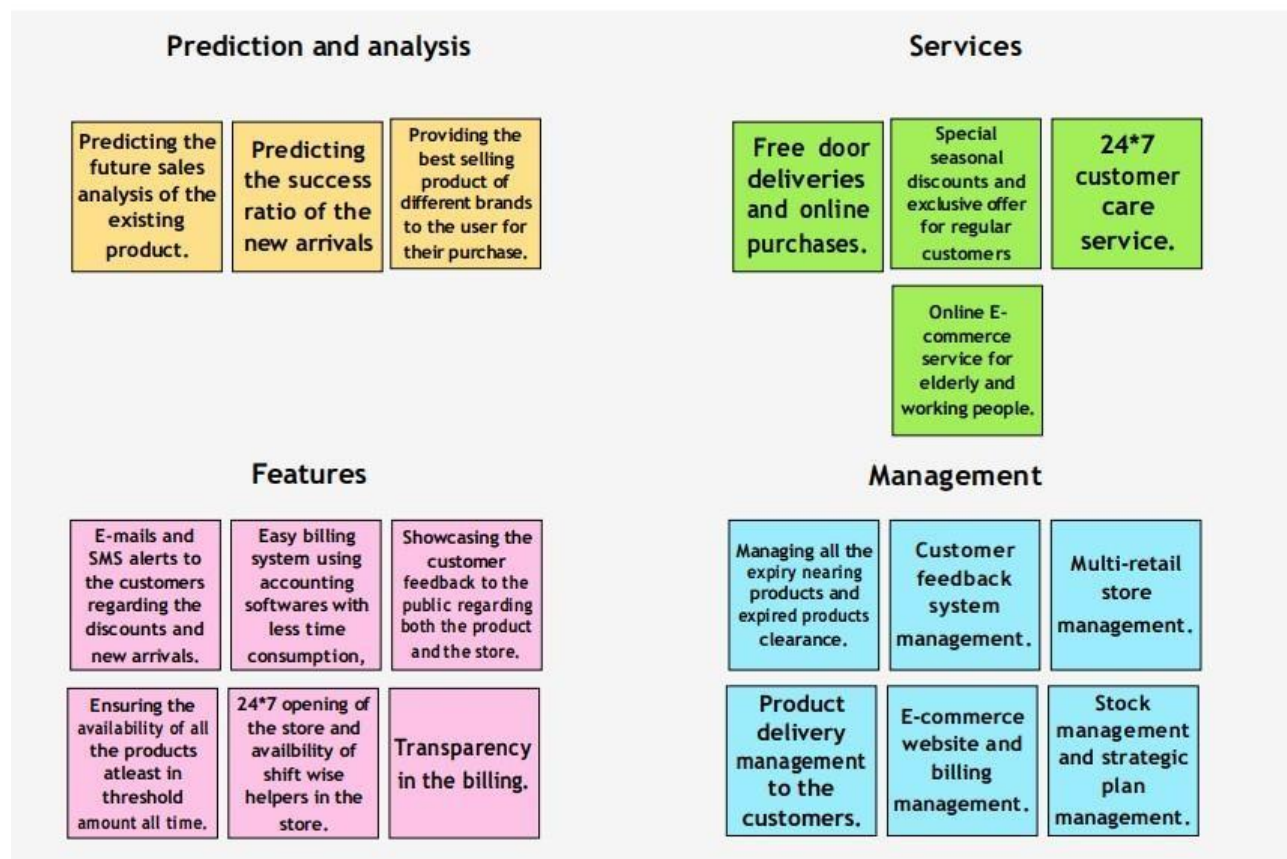 Prediction and analysis
Predicting the
future sales
analysis of the
existing
product.
Predicting
the success
ratio of the
new arrivals
Providing the
best selling
product of
different brands
to the user for
their purchase.
Services
Free door
deliveries
and online
purchases.
Special
seasonal
discounts and
exclusive offer
for regular
customers
24*7
customer
care
service.
Online E-
commerce
service for
elderly and
working people.
Features
E-mails and
SMS alerts to
the customers
regarding the
discounts and
new arrivals.
Easy billing
system using
accounting
softwares with
less time
consumption,
Showcasing the
customer
feedback to the
public regarding
both the product
and the store.
Ensuring the
availability of all
the products
atleast in
threshold
amount all time.
24*7 opening of
the store and
availbility of
shift wise
helpers in the
store.
Transparency
in the billing.
Management
Managing all the
expiry nearing
products and
expired products
clearance.
Customer
feedback
system
management.
Multi-retail
store
management.
Product
delivery
management
to the
customers.
E-commerce
website and
billing
management.
Stock
management
and strategic
plan
management.